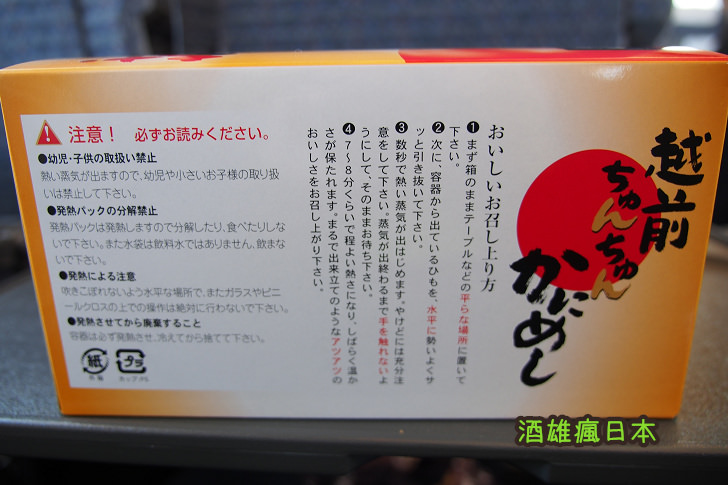 越前
ちゅんちゅん
かにめし
おいしいお召し上り方
❶まず箱のままテーブルなどの平らな場所に置いて
下さい。
❷次に、容器から出ているひもを、水平に勢いよくサ
ッと引き抜いて下さい。
❸数秒で熱い蒸気が出はじめます。やけどには充分注
意をして下さい。蒸気が出終わるまで手を触れないよ
うにして、そのままお待ち下さい。
❹7~8分くらいで程よい熱さになり、しばらく温か
さが保たれます。まるで出来立てのようなアツアツの
おいしさをお召し上がり下さい。
注意! 必ずお読みください。
●幼児・子供の取扱い禁止
熱い蒸気が出ますので、幼児や小さいお子様の取り扱
いは禁止して下さい。
●発熱パックの分解禁止
発熱パックは発熱しますので分解したり、食べたりしな
いで下さい。また水袋は飲料水ではありません、飲まな
いで下さい。
●発熱による注意
吹きこぼれないよう水平な場所で、またガラスやビニ
ールクロスの上での操作は絶対に行わないで下さい。
●発熱させてから廃棄すること
容器は必ず発熱させ、冷えてから捨てて下さい。
紙 プラ
外箱 カップ:PS
酒雄瘋日本